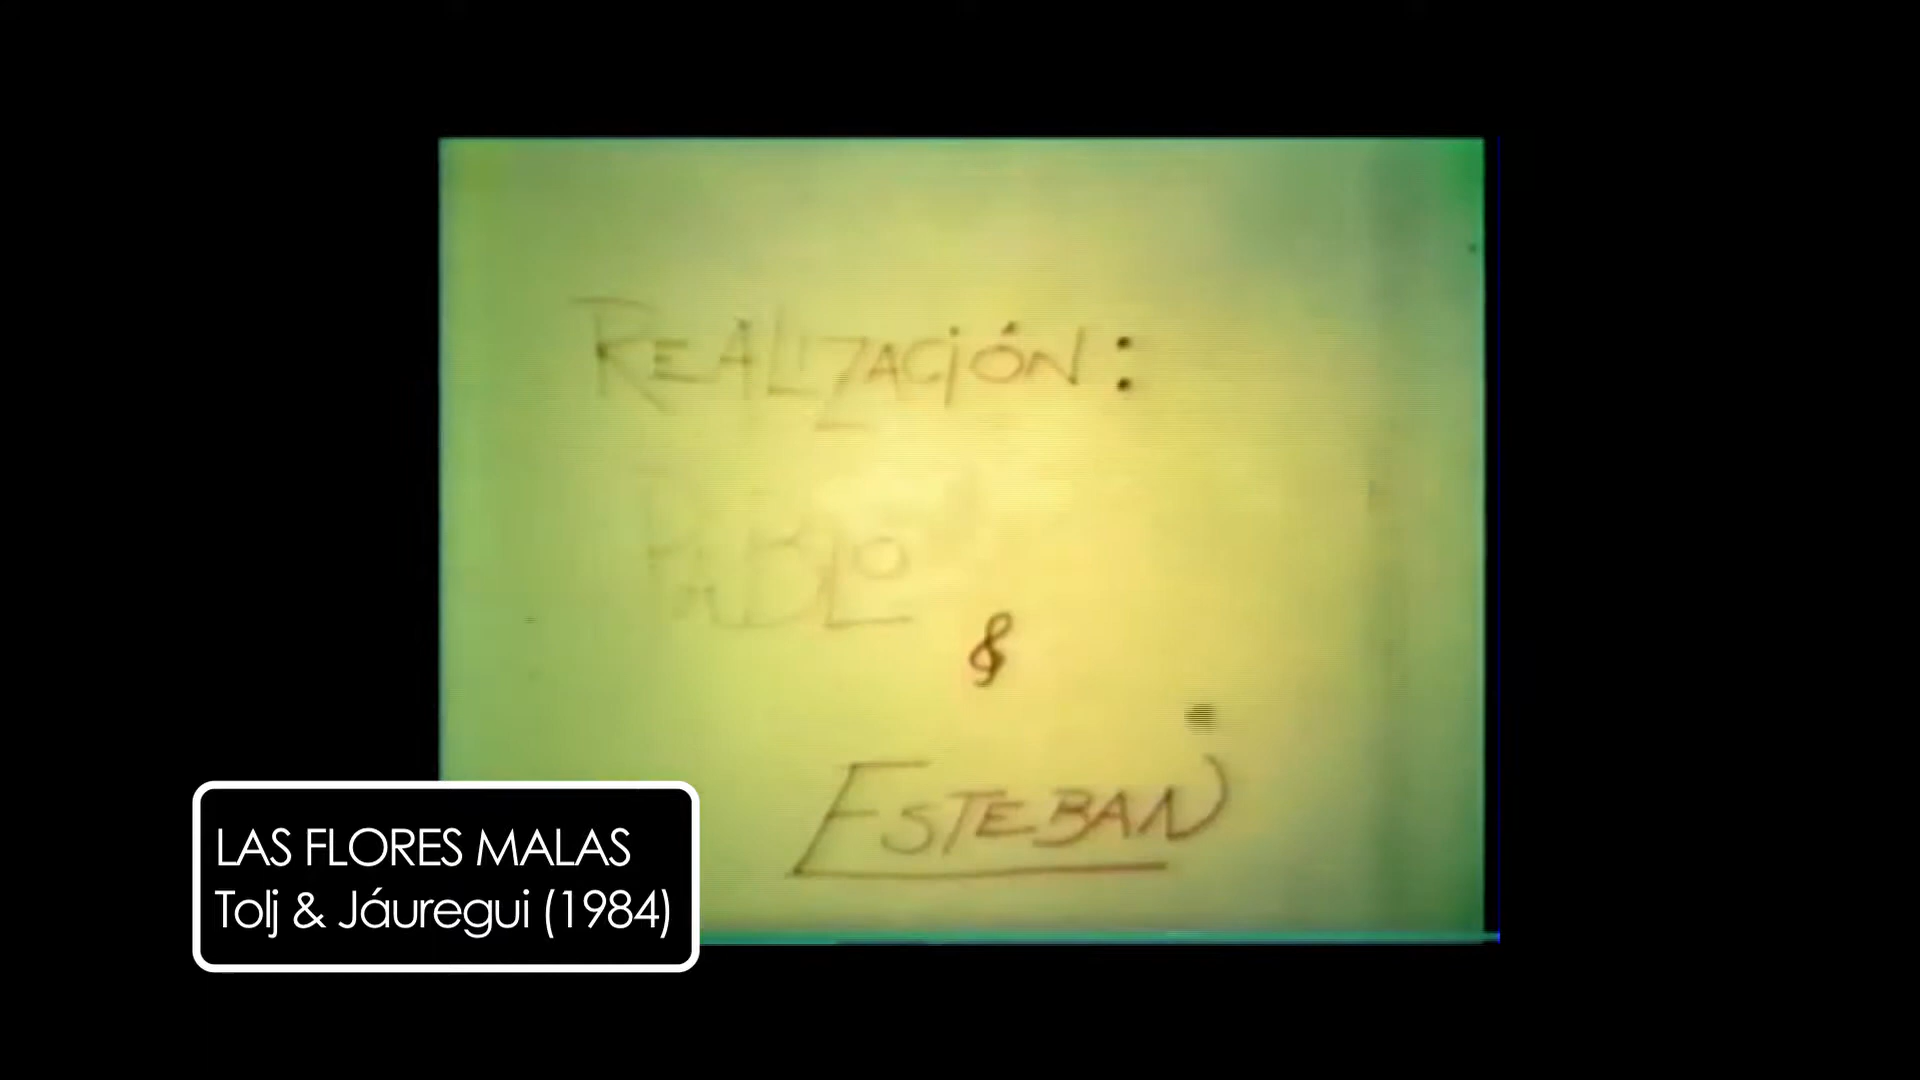 REALIZACIÓN:
PABLO
&
ESTEBAN
LAS FLORES MALAS
Tolj & Jáuregui (1984)